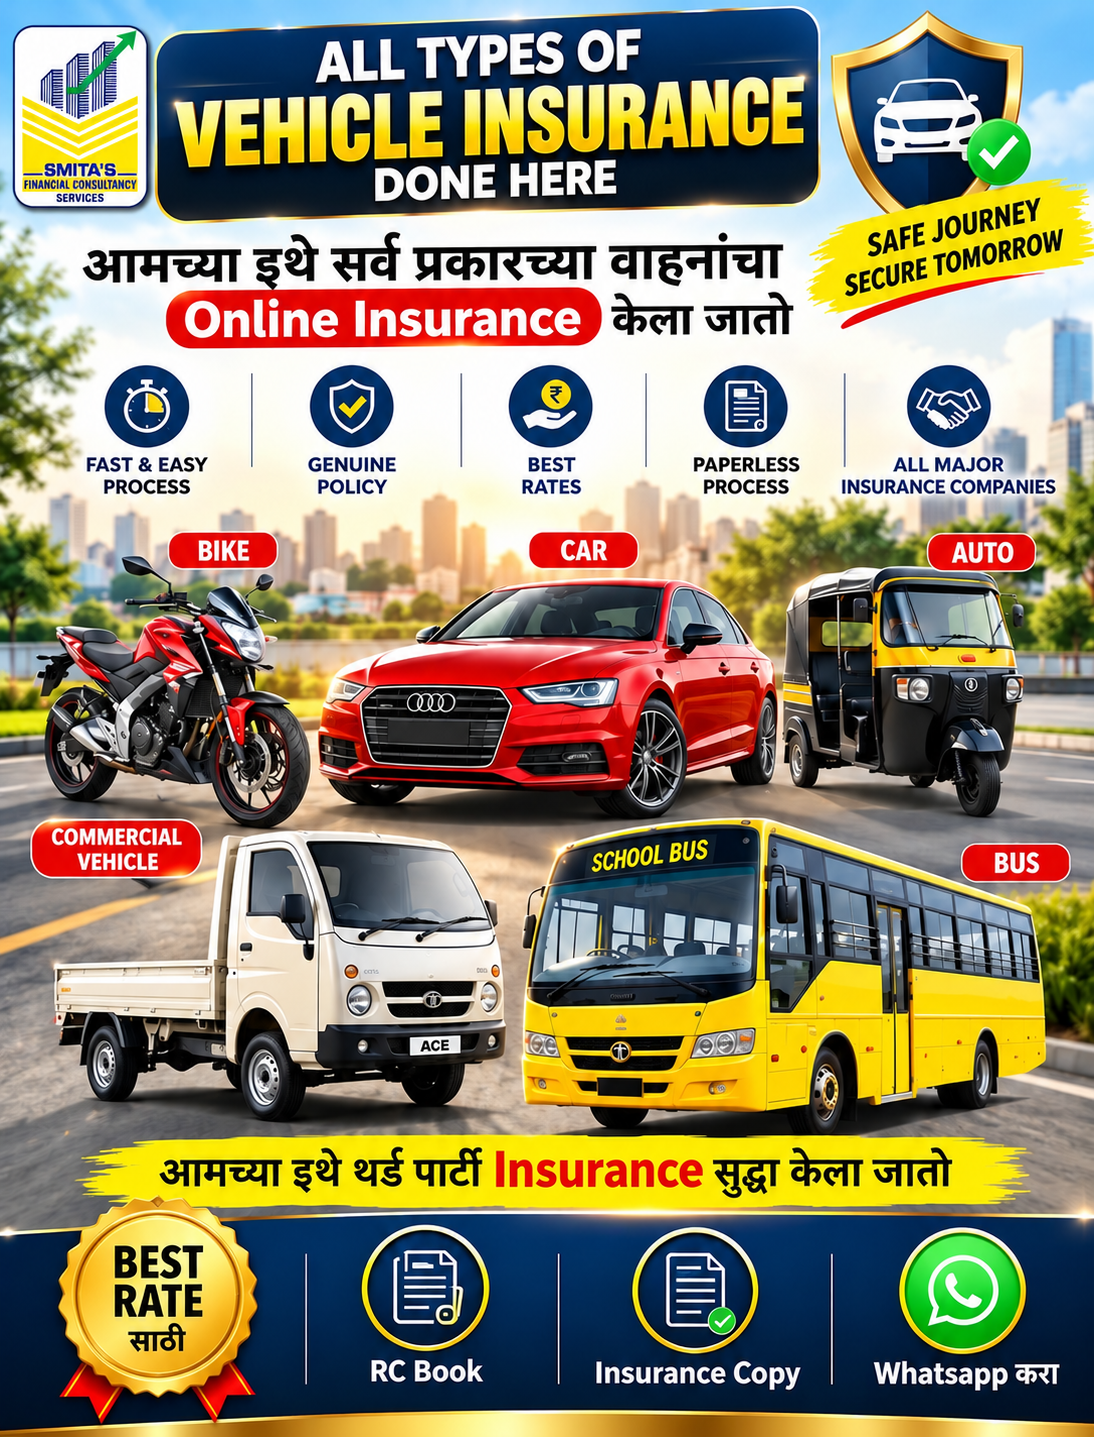 SMITA'S
FINANCIAL CONSULTANCY
SERVICES
ALL TYPES OF
VEHICLE INSURANCE
DONE HERE
SAFE JOURNEY
SECURE TOMORROW
आमच्या इथे सर्व प्रकारच्या वाहनांचा
Online Insurance केला जातो
FAST & EASY
PROCESS
GENUINE
POLICY
₹
BEST
RATES
PAPERLESS
PROCESS
ALL MAJOR
INSURANCE COMPANIES
BIKE
CAR
AUTO
COMMERCIAL
VEHICLE
ACE
SCHOOL BUS
BUS
आमच्या इथे थर्ड पार्टी Insurance सुद्धा केला जातो
BEST
RATE
साठी
RC Book
Insurance Copy
Whatsapp करा